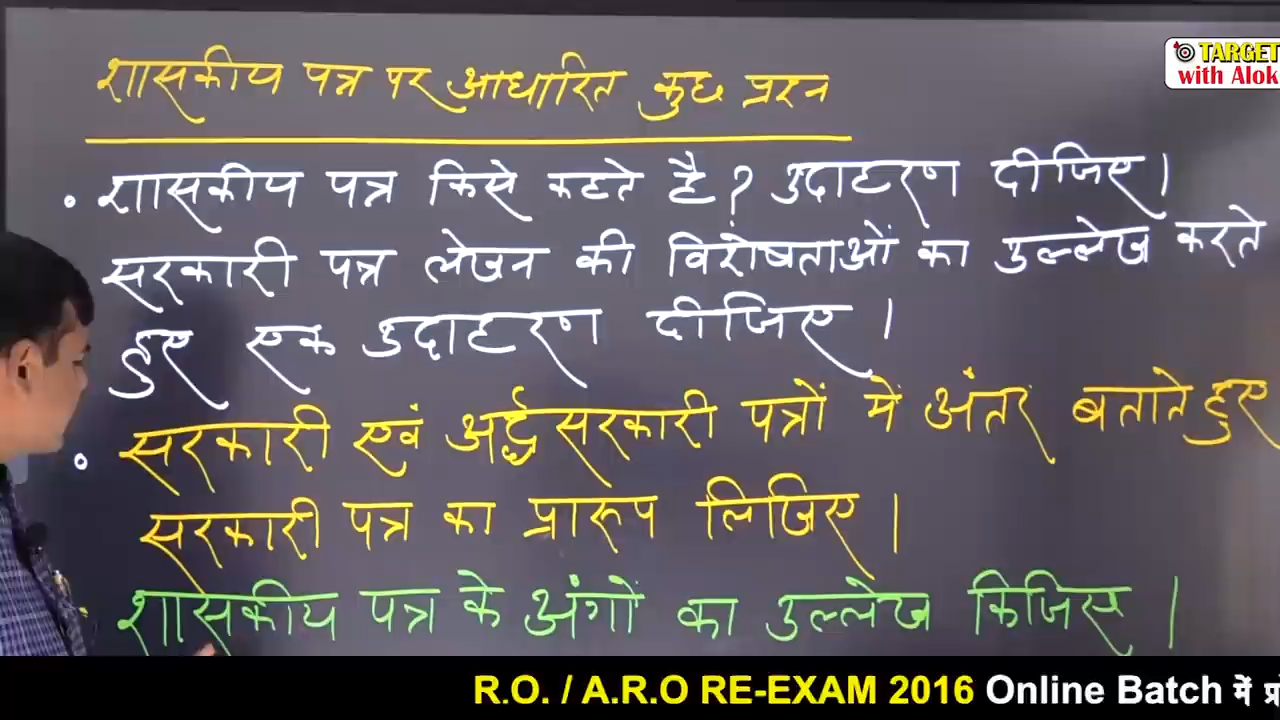 TARGET
with Alok
शासकीय पत्र पर आधारित कुछ प्रश्न
• शासकीय पत्र किसे कहते है? उदाहरण दीजिए।
सरकारी पत्र लेखन की विशेषताओं का उल्लेख करते
हुए एक उदाहरण दीजिए।
सरकारी एवं अर्द्धसरकारी पत्रों में अंतर बताते हुए
सरकारी पत्र का प्रारूप लिखिए।
शासकीय पत्र के अंगों का उल्लेख किजिए।
R.O. / A.R.O RE-EXAM 2016 Online Batch में